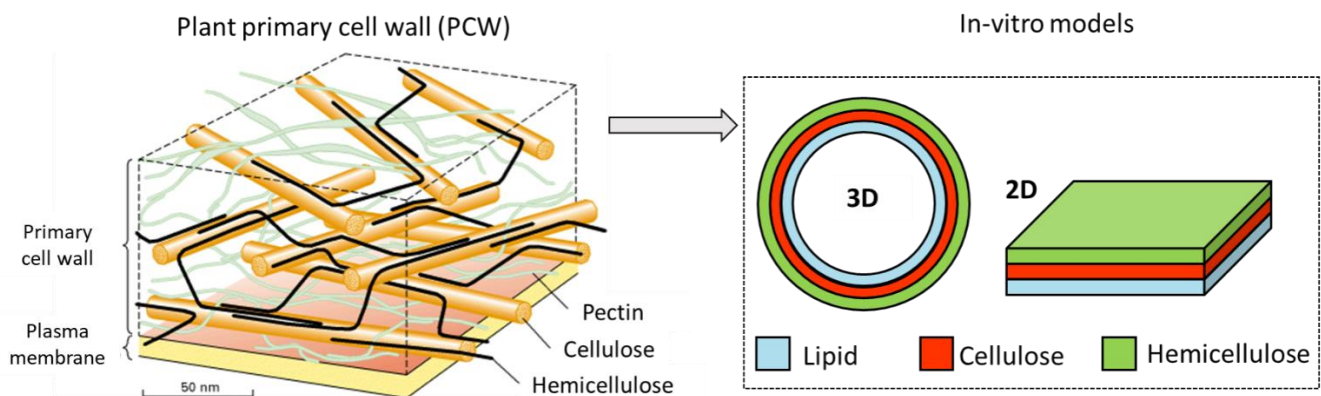 Plant primary cell wall (PCW)
In-vitro models
Primary
cell wall
Plasma
membrane
50 nm
Pectin
Cellulose
Hemicellulose
3D
2D
Lipid
Cellulose
Hemicellulose